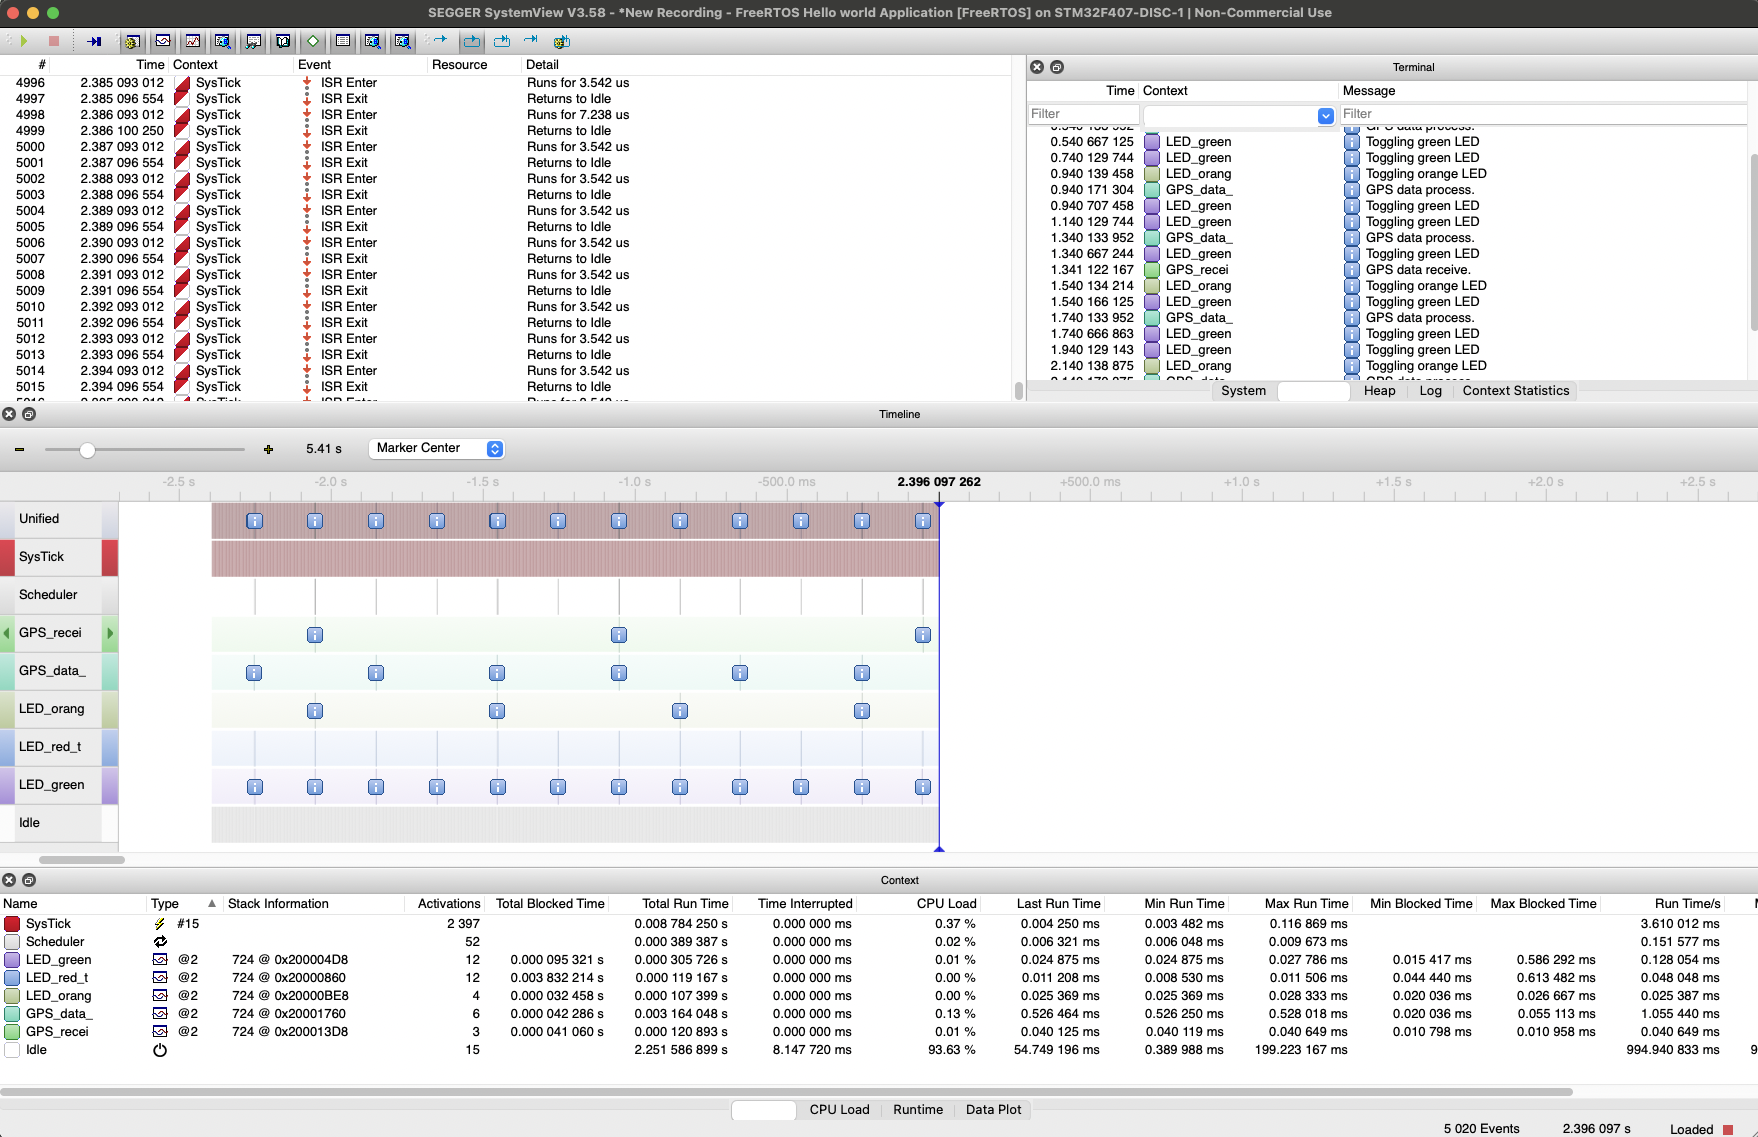 SEGGER SystemView V3.58 - *New Recording - FreeRTOS Hello world Application [FreeRTOS] on STM32F407-DISC-1 | Non-Commercial Use
# Time Context Event Resource Detail
4996 2.385 093 012 SysTick ISR Enter Runs for 3.542 us
4997 2.385 096 554 SysTick ISR Exit Returns to Idle
4998 2.386 093 012 SysTick ISR Enter Runs for 7.238 us
4999 2.386 100 250 SysTick ISR Exit Returns to Idle
5000 2.387 093 012 SysTick ISR Enter Runs for 3.542 us
5001 2.387 096 554 SysTick ISR Exit Returns to Idle
5002 2.388 093 012 SysTick ISR Enter Runs for 3.542 us
5003 2.388 096 554 SysTick ISR Exit Returns to Idle
5004 2.389 093 012 SysTick ISR Enter Runs for 3.542 us
5005 2.389 096 554 SysTick ISR Exit Returns to Idle
5006 2.390 093 012 SysTick ISR Enter Runs for 3.542 us
5007 2.390 096 554 SysTick ISR Exit Returns to Idle
5008 2.391 093 012 SysTick ISR Enter Runs for 3.542 us
5009 2.391 096 554 SysTick ISR Exit Returns to Idle
5010 2.392 093 012 SysTick ISR Enter Runs for 3.542 us
5011 2.392 096 554 SysTick ISR Exit Returns to Idle
5012 2.393 093 012 SysTick ISR Enter Runs for 3.542 us
5013 2.393 096 554 SysTick ISR Exit Returns to Idle
5014 2.394 093 012 SysTick ISR Enter Runs for 3.542 us
5015 2.394 096 554 SysTick ISR Exit Returns to Idle
Terminal
Time Context Message
Filter Filter
GPS data process.
0.540 667 125 LED_green Toggling green LED
0.740 129 744 LED_green Toggling green LED
0.940 139 458 LED_orang Toggling orange LED
0.940 171 304 GPS_data_ GPS data process.
0.940 707 458 LED_green Toggling green LED
1.140 129 744 LED_green Toggling green LED
1.340 133 952 GPS_data_ GPS data process.
1.340 667 244 LED_green Toggling green LED
1.341 122 167 GPS_recei GPS data receive.
1.540 134 214 LED_orang Toggling orange LED
1.540 166 125 LED_green Toggling green LED
1.740 133 952 GPS_data_ GPS data process.
1.740 666 863 LED_green Toggling green LED
1.940 129 143 LED_green Toggling green LED
2.140 138 875 LED_orang Toggling orange LED
System Heap Log Context Statistics
Timeline
5.41 s Marker Center
-2.5 s -2.0 s -1.5 s -1.0 s -500.0 ms 2.396 097 262 +500.0 ms +1.0 s +1.5 s +2.0 s +2.5 s
Unified
SysTick
Scheduler
GPS_recei
GPS_data_
LED_orang
LED_red_t
LED_green
Idle
Context
Name Type Stack Information Activations Total Blocked Time Total Run Time Time Interrupted CPU Load Last Run Time Min Run Time Max Run Time Min Blocked Time Max Blocked Time Run Time/s
SysTick #15 2 397 0.008 784 250 s 0.000 000 ms 0.37 % 0.004 250 ms 0.003 482 ms 0.116 869 ms 3.610 012 ms
Scheduler 52 0.000 389 387 s 0.000 000 ms 0.02 % 0.006 321 ms 0.006 048 ms 0.009 673 ms 0.151 577 ms
LED_green @2 724 @ 0x200004D8 12 0.000 095 321 s 0.000 305 726 s 0.000 000 ms 0.01 % 0.024 875 ms 0.024 875 ms 0.027 786 ms 0.015 417 ms 0.586 292 ms 0.128 054 ms
LED_red_t @2 724 @ 0x20000860 12 0.003 832 214 s 0.000 119 167 s 0.000 000 ms 0.00 % 0.011 208 ms 0.008 530 ms 0.011 506 ms 0.044 440 ms 0.613 482 ms 0.048 048 ms
LED_orang @2 724 @ 0x20000BE8 4 0.000 032 458 s 0.000 107 399 s 0.000 000 ms 0.00 % 0.025 369 ms 0.025 369 ms 0.028 333 ms 0.020 036 ms 0.026 667 ms 0.025 387 ms
GPS_data_ @2 724 @ 0x20001760 6 0.000 042 286 s 0.003 164 048 s 0.000 000 ms 0.13 % 0.526 464 ms 0.526 250 ms 0.528 018 ms 0.020 036 ms 0.055 113 ms 1.055 440 ms
GPS_recei @2 724 @ 0x200013D8 3 0.000 041 060 s 0.000 120 893 s 0.000 000 ms 0.01 % 0.040 125 ms 0.040 119 ms 0.040 649 ms 0.010 798 ms 0.010 958 ms 0.040 649 ms
Idle 15 2.251 586 899 s 8.147 720 ms 93.63 % 54.749 196 ms 0.389 988 ms 199.223 167 ms 994.940 833 ms 9
CPU Load Runtime Data Plot
5 020 Events 2.396 097 s Loaded